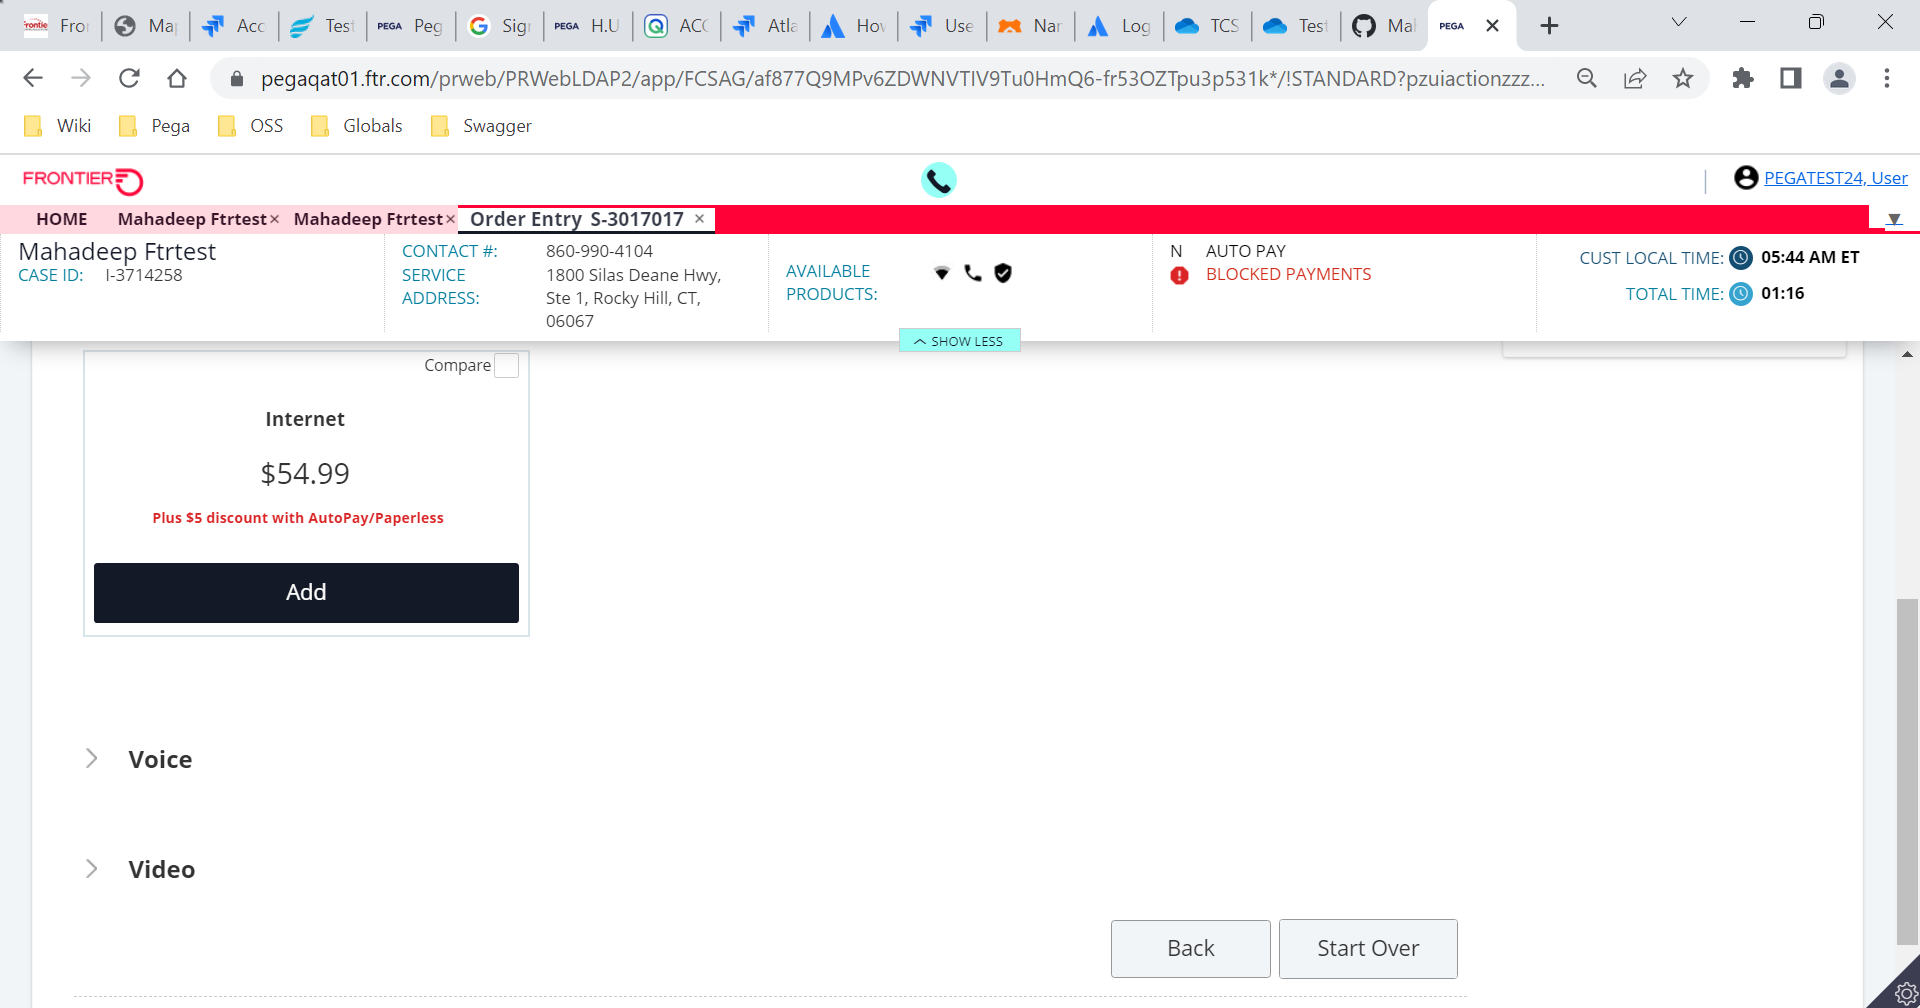 Fro
Ma
Acc
Test
PEGA Peg
Sig
PEGA H.U
ACC
Atla
Hov
Use
Nar
Log
TCS
Test
Ma
PEGA
pegaqat01.ftr.com/prweb/PRWebLDAP2/app/FCSAG/af877Q9MPv6ZDWNVTIV9Tu0HmQ6-fr53OZTpu3p531k*/!STANDARD?pzuiactionzzz...
Wiki Pega OSS Globals Swagger
FRONTIER
PEGATEST24, User
HOME Mahadeep Ftrtest× Mahadeep Ftrtest× Order Entry S-3017017 ×
Mahadeep Ftrtest
CASE ID: I-3714258
CONTACT #: 860-990-4104
SERVICE ADDRESS: 1800 Silas Deane Hwy,
Ste 1, Rocky Hill, CT,
06067
AVAILABLE
PRODUCTS:
N AUTO PAY
BLOCKED PAYMENTS
CUST LOCAL TIME: 05:44 AM ET
TOTAL TIME: 01:16
SHOW LESS
Compare
Internet
$54.99
Plus $5 discount with AutoPay/Paperless
Add
Voice
Video
Back
Start Over